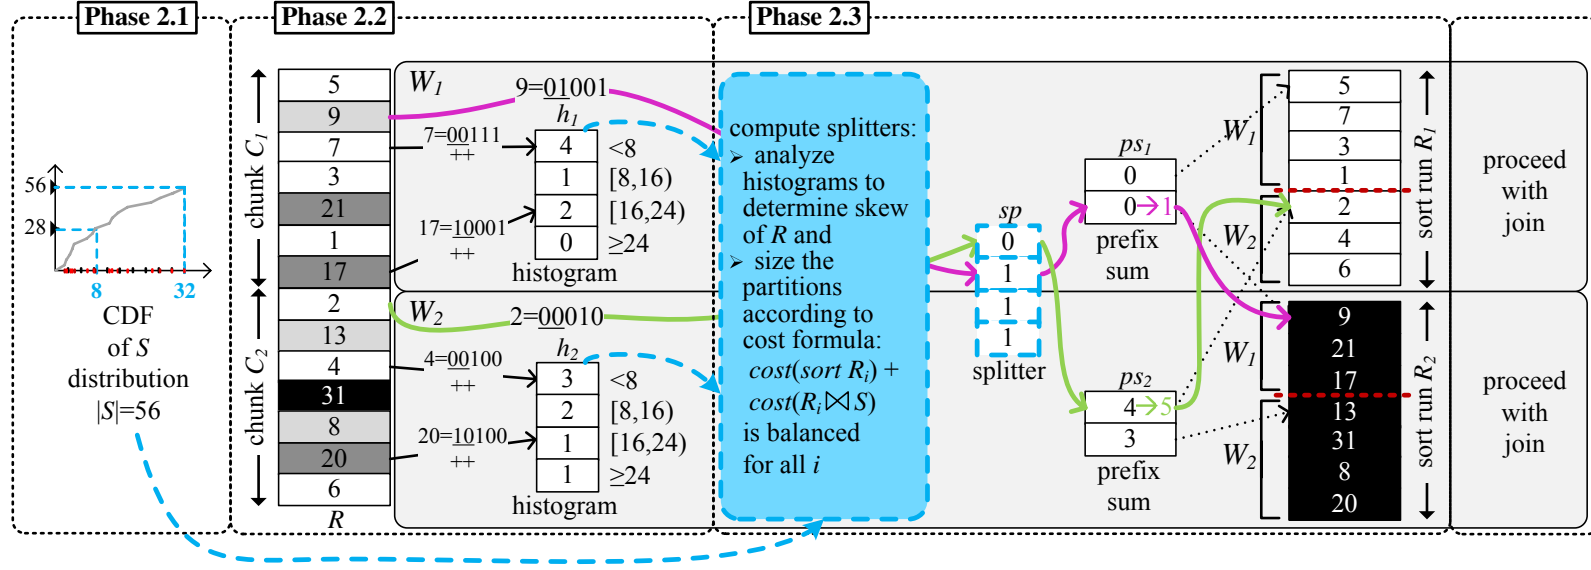 Phase 2.1
Phase 2.2
Phase 2.3
56
28
8
32
CDF
of S
distribution
|S|=56
chunk C1
chunk C2
5
9
7
3
21
1
17
2
13
4
31
8
20
6
R
W1
9=01001
h1
7=00111
++
17=10001
++
4
1
2
0
<8
[8,16)
[16,24)
≥24
histogram
W2
2=00010
h2
4=00100
++
20=10100
++
3
2
1
1
<8
[8,16)
[16,24)
≥24
histogram
compute splitters:
➢ analyze
histograms to
determine skew
of R and
➢ size the
partitions
according to
cost formula:
cost(sort Ri) +
cost(Ri⋈S)
is balanced
for all i
sp
0
1
1
1
splitter
ps1
0
0→1
prefix
sum
ps2
4→5
3
prefix
sum
W1
W2
5
7
3
1
2
4
6
sort run R1
W1
W2
9
21
17
13
31
8
20
sort run R2
proceed
with
join
proceed
with
join